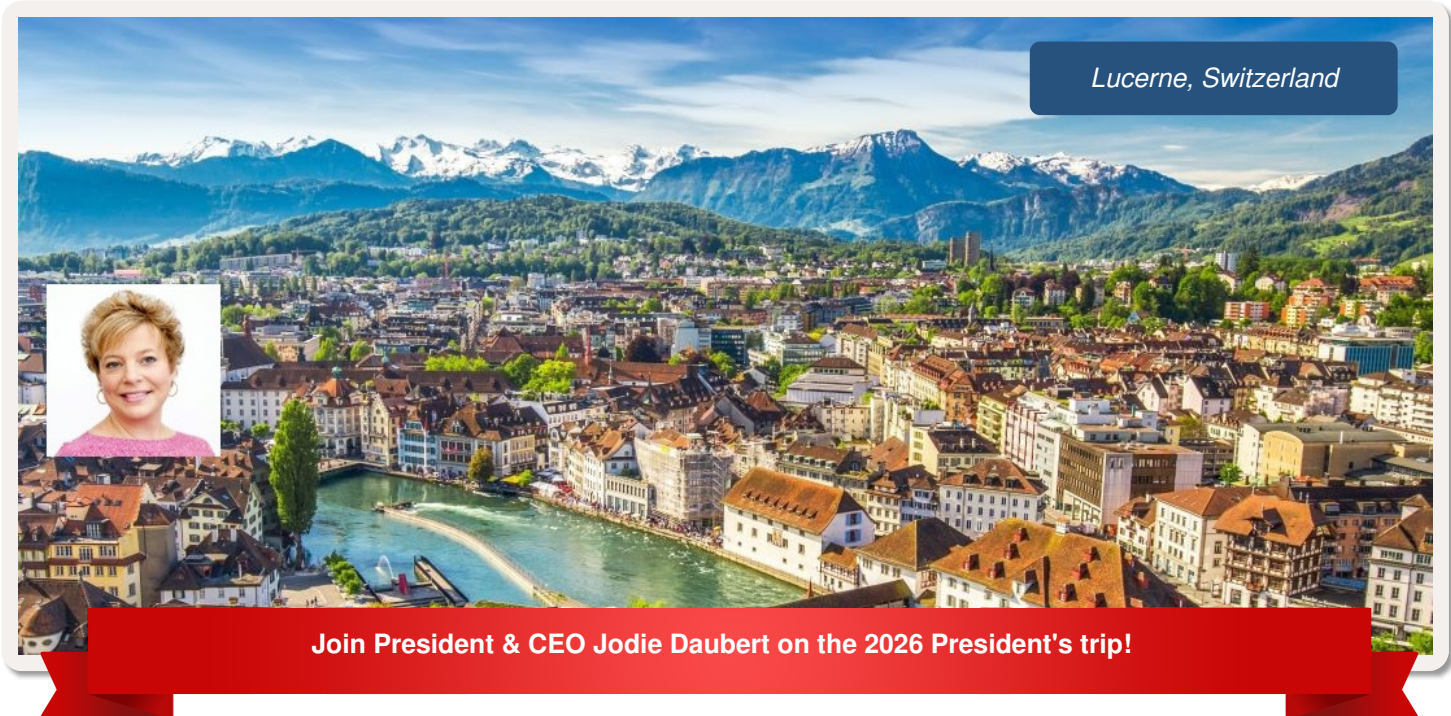 Lucerne, Switzerland
Join President & CEO Jodie Daubert on the 2026 President's trip!